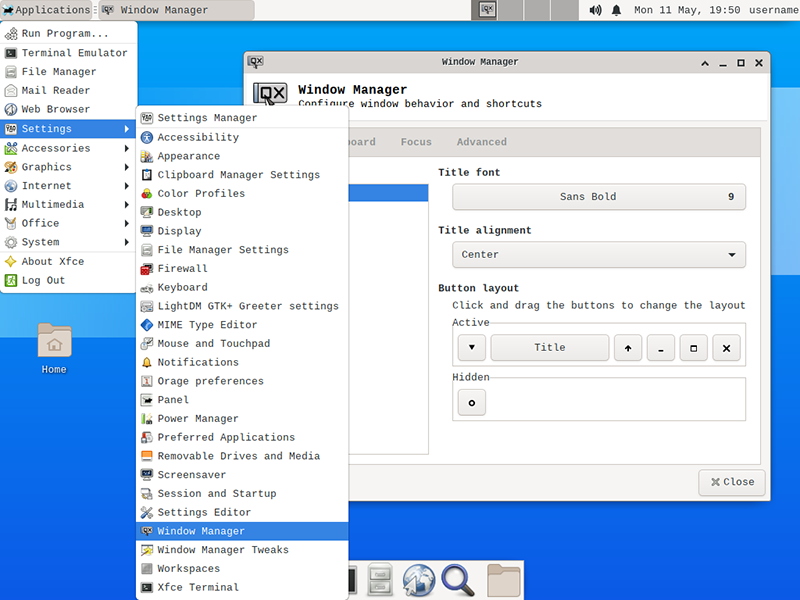 Applications
Window Manager
Mon 11 May, 19:50
username
Run Program...
Terminal Emulator
File Manager
Mail Reader
Web Browser
Settings
Accessories
Graphics
Internet
Multimedia
Office
System
About Xfce
Log Out
Home
Settings Manager
Accessibility
Appearance
Clipboard Manager Settings
Color Profiles
Desktop
Display
File Manager Settings
Firewall
Keyboard
LightDM GTK+ Greeter settings
MIME Type Editor
Mouse and Touchpad
Notifications
Orage preferences
Panel
Power Manager
Preferred Applications
Removable Drives and Media
Screensaver
Session and Startup
Settings Editor
Window Manager
Window Manager Tweaks
Workspaces
Xfce Terminal
Window Manager
Window Manager
Configure window behavior and shortcuts
oard
Focus
Advanced
Title font
Sans Bold 9
Title alignment
Center
Button layout
Click and drag the buttons to change the layout
Active
Title
Hidden
Close